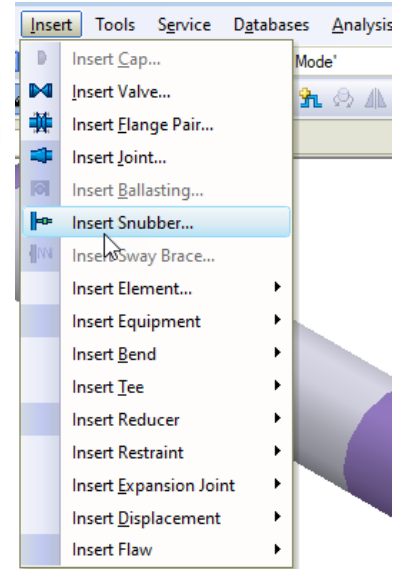 Insert Tools Service Databases Analysis
Mode'
Insert Cap...
Insert Valve...
Insert Flange Pair...
Insert Joint...
Insert Ballasting...
Insert Snubber...
Insert Sway Brace...
Insert Element...
Insert Equipment
Insert Bend
Insert Tee
Insert Reducer
Insert Restraint
Insert Expansion Joint
Insert Displacement
Insert Flaw